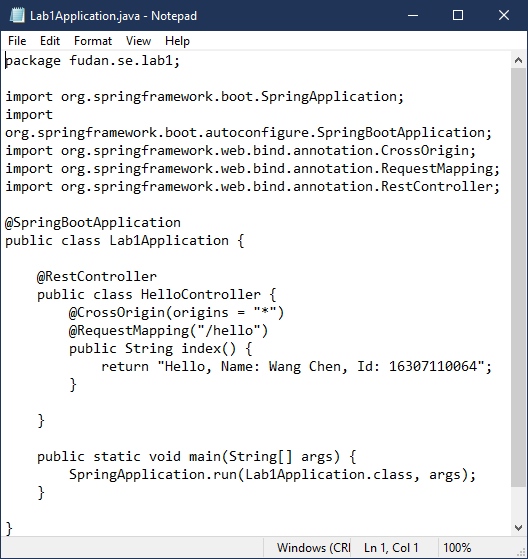 Lab1Application.java - Notepad
File Edit Format View Help
package fudan.se.lab1;
import org.springframework.boot.SpringApplication;
import
org.springframework.boot.autoconfigure.SpringBootApplication;
import org.springframework.web.bind.annotation.CrossOrigin;
import org.springframework.web.bind.annotation.RequestMapping;
import org.springframework.web.bind.annotation.RestController;
@SpringBootApplication
public class Lab1Application {
@RestController
public class HelloController {
@CrossOrigin(origins = "*")
@RequestMapping("/hello")
public String index() {
return "Hello, Name: Wang Chen, Id: 16307110064";
}
}
public static void main(String[] args) {
SpringApplication.run(Lab1Application.class, args);
}
}
Windows (CRI Ln 1, Col 1 100%